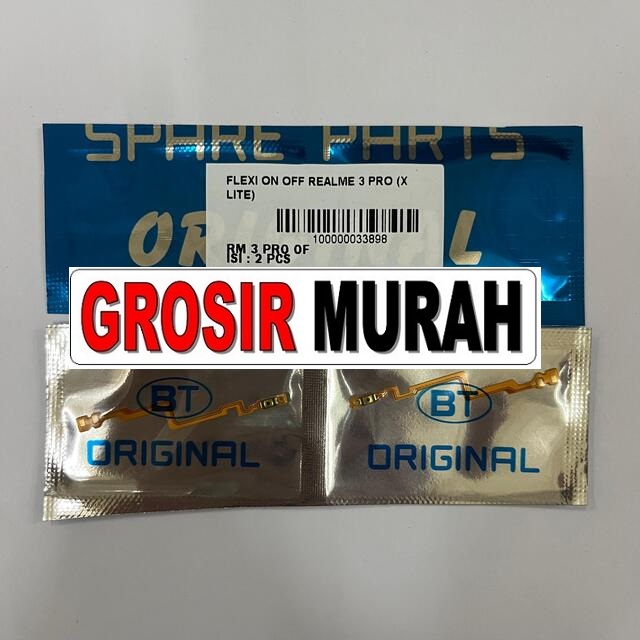 SPARE PARTS
ORIGINAL
FLEXI ON OFF REALME 3 PRO (X
LITE)
100000033898
RM 3 PRO OF
ISI : 2 PCS
GROSIR MURAH
BT
ORIGINAL
BT
ORIGINAL